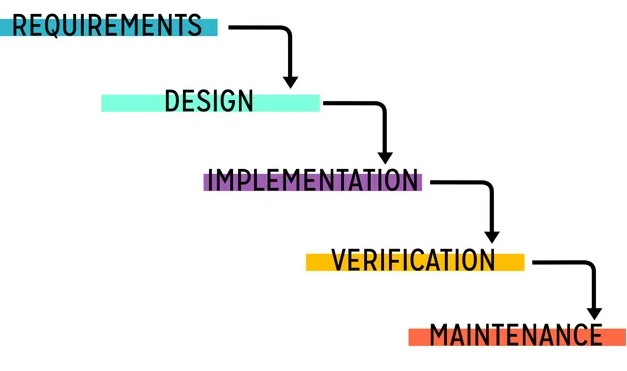 REQUIREMENTS
DESIGN
IMPLEMENTATION
VERIFICATION
MAINTENANCE